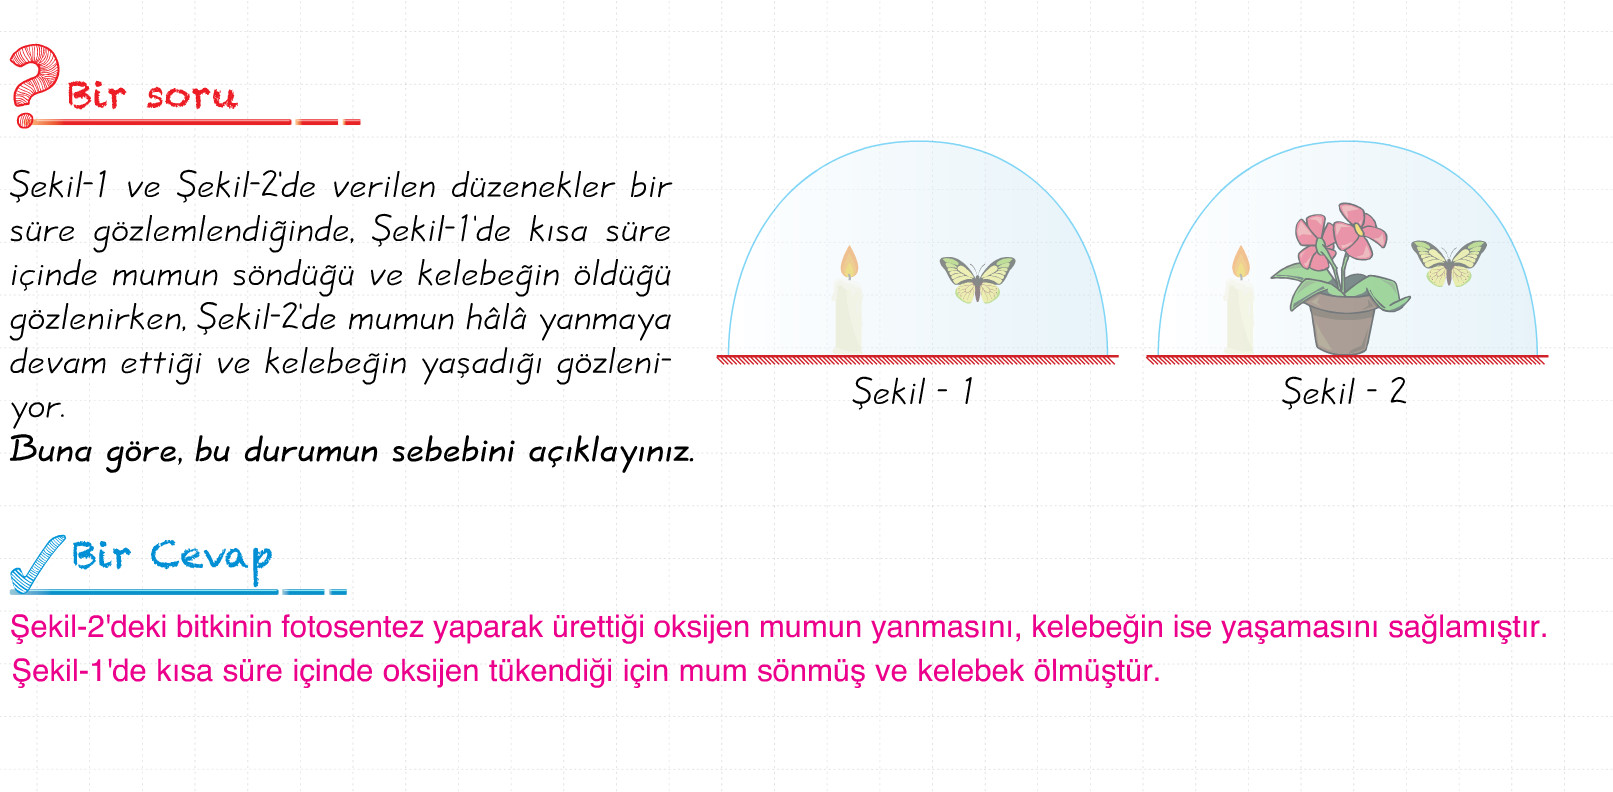 Bir soru
Şekil-1 ve Şekil-2'de verilen düzenekler bir
süre gözlemlendiğinde, Şekil-1'de kısa süre
içinde mumun söndüğü ve kelebeğin öldüğü
gözlenirken, Şekil-2'de mumun hâlâ yanmaya
devam ettiği ve kelebeğin yaşadığı gözleni-
yor.
Buna göre, bu durumun sebebini açıklayınız.
Şekil - 1
Şekil - 2
Bir Cevap
Şekil-2'deki bitkinin fotosentez yaparak ürettiği oksijen mumun yanmasını, kelebeğin ise yaşamasını sağlamıştır.
Şekil-1'de kısa süre içinde oksijen tükendiği için mum sönmüş ve kelebek ölmüştür.